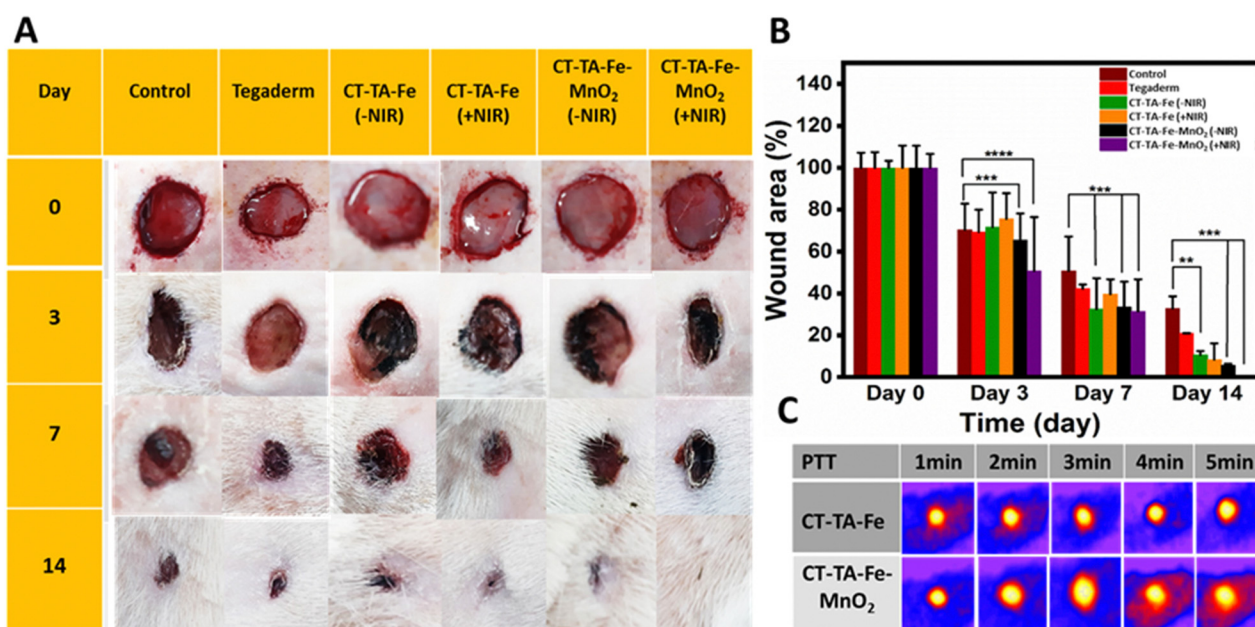 A
Day
Control
Tegaderm
CT-TA-Fe
(-NIR)
CT-TA-Fe
(+NIR)
CT-TA-Fe-
MnO₂
(-NIR)
CT-TA-Fe-
MnO₂
(+NIR)
0
3
7
14
B
Wound area (%)
140
120
100
80
60
40
20
0
Control
Tegaderm
CT-TA-Fe (-NIR)
CT-TA-Fe (+NIR)
CT-TA-Fe-MnO₂ (-NIR)
CT-TA-Fe-MnO₂ (+NIR)
****
***
***
***
**
Day 0
Day 3
Day 7
Day 14
Time (day)
C
PTT
1min
2min
3min
4min
5min
CT-TA-Fe
CT-TA-Fe-
MnO₂